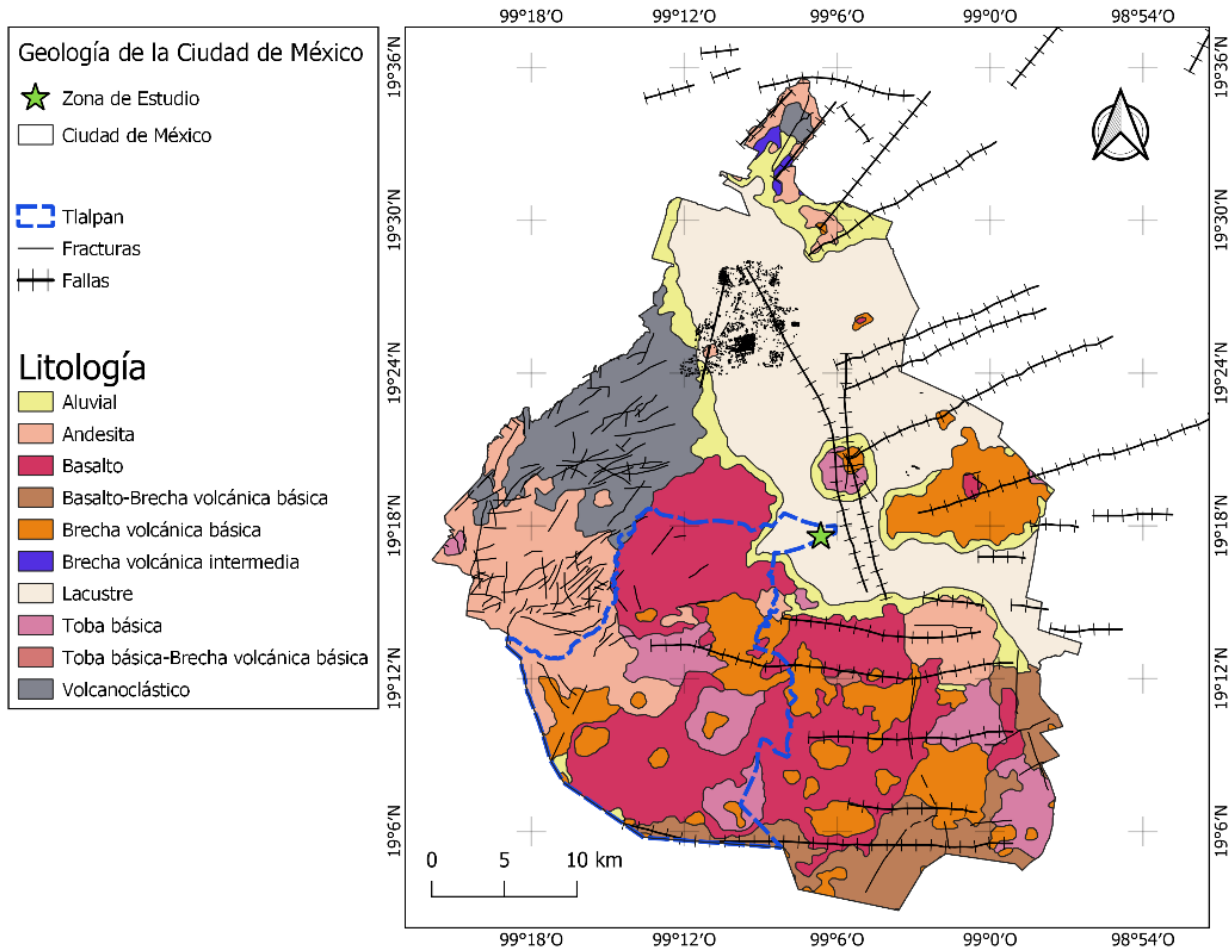 Geología de la Ciudad de México
Zona de Estudio
Ciudad de México
Tlalpan
Fracturas
Fallas
Litología
Aluvial
Andesita
Basalto
Basalto-Brecha volcánica básica
Brecha volcánica básica
Brecha volcánica intermedia
Lacustre
Toba básica
Toba básica-Brecha volcánica básica
Volcanoclástico
99°18'O 99°12'O 99°6'O 99°0'O 98°54'O
19°36'N 19°36'N
19°30'N 19°30'N
19°24'N 19°24'N
19°18'N 19°18'N
19°12'N 19°12'N
19°6'N 19°6'N
0 5 10 km
99°18'O 99°12'O 99°6'O 99°0'O 98°54'O